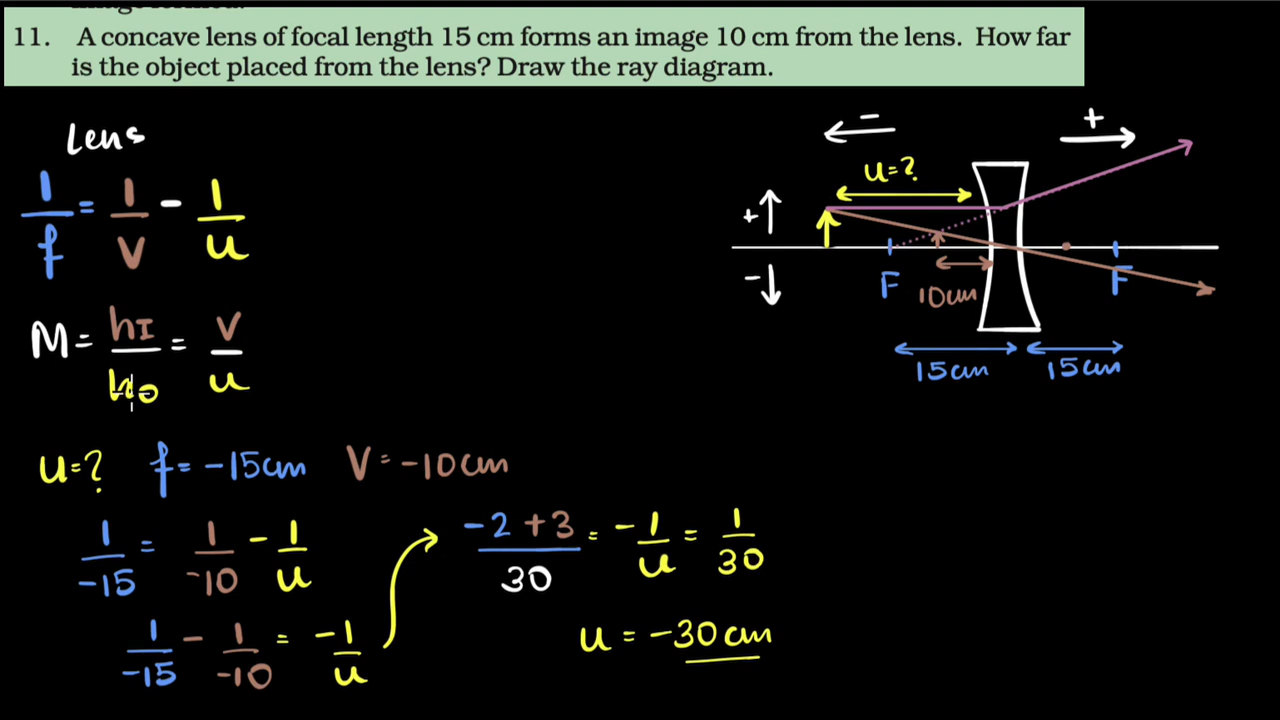 image formed.
11. A concave lens of focal length 15 cm forms an image 10 cm from the lens. How far
is the object placed from the lens? Draw the ray diagram.
Lens
1/f = 1/v - 1/u
M = hI/ho = v/u
u=? f= -15cm V= -10cm
1/-15 = 1/-10 - 1/u
1/-15 - 1/-10 = -1/u
-2 +3/30 = -1/u = 1/30
u = -30cm
- +
u=?
+
-
F 10cm F
15cm 15cm